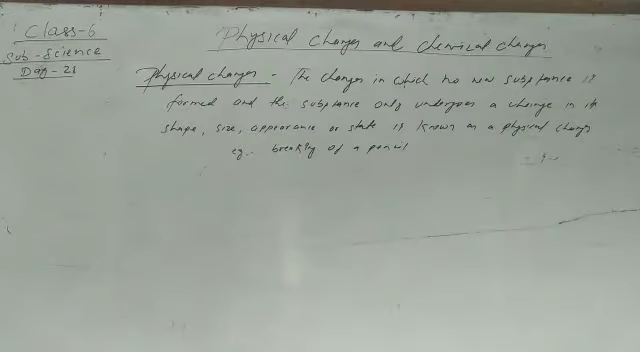 Class-6
Sub-Science
Day-21
Physical changes and chemical changes
Physical changes - The changes in which no new substance is
formed and the substance only undergoes a change in its
shape, size, apprarance or state is known as a physical change
eg. breaking of a pencil